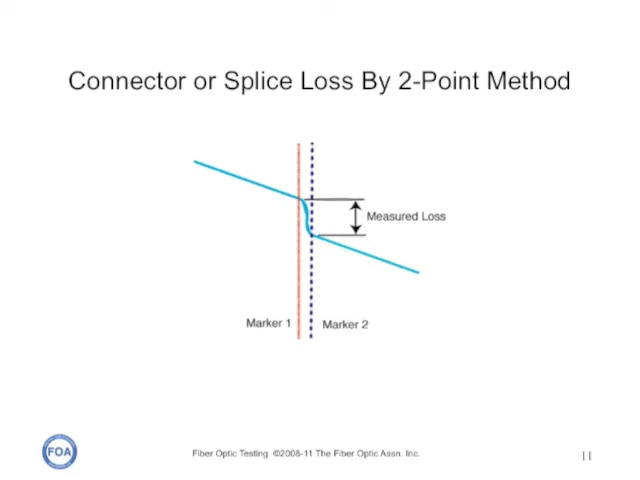 Connector or Splice Loss By 2-Point Method
Measured Loss
Marker 1
Marker 2
FOA
Fiber Optic Testing ©2008-11 The Fiber Optic Assn. Inc.
11